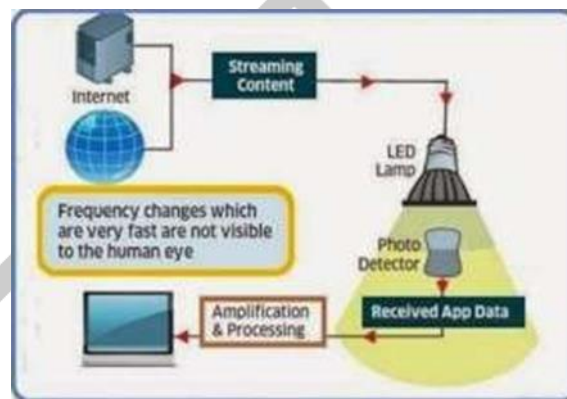 Streaming
Content
Internet
LED
Lamp
Frequency changes which
are very fast are not visible
to the human eye
Photo
Detector
Amplification
& Processing
Received App Data